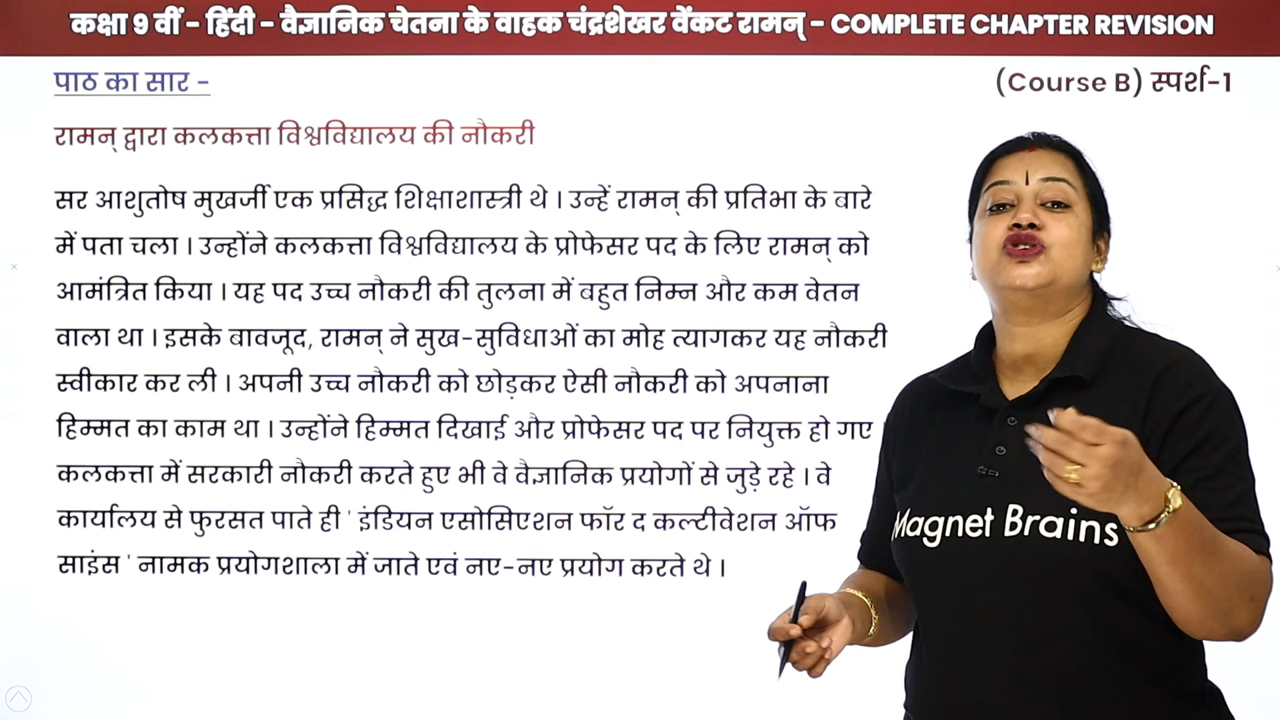 कक्षा 9 वीं - हिंदी - वैज्ञानिक चेतना के वाहक चंद्रशेखर वेंकट रामन् - COMPLETE CHAPTER REVISION
पाठ का सार -
(Course B) स्पर्श-1
रामन् द्वारा कलकत्ता विश्वविद्यालय की नौकरी
सर आशुतोष मुखर्जी एक प्रसिद्ध शिक्षाशास्त्री थे । उन्हें रामन् की प्रतिभा के बारे
में पता चला । उन्होंने कलकत्ता विश्वविद्यालय के प्रोफेसर पद के लिए रामन् को
आमंत्रित किया । यह पद उच्च नौकरी की तुलना में बहुत निम्न और कम वेतन
वाला था । इसके बावजूद, रामन् ने सुख-सुविधाओं का मोह त्यागकर यह नौकरी
स्वीकार कर ली । अपनी उच्च नौकरी को छोड़कर ऐसी नौकरी को अपनाना
हिम्मत का काम था । उन्होंने हिम्मत दिखाई और प्रोफेसर पद पर नियुक्त हो गए
कलकत्ता में सरकारी नौकरी करते हुए भी वे वैज्ञानिक प्रयोगों से जुड़े रहे । वे
कार्यालय से फुरसत पाते ही ' इंडियन एसोसिएशन फॉर द कल्टीवेशन ऑफ
साइंस ' नामक प्रयोगशाला में जाते एवं नए-नए प्रयोग करते थे ।
Magnet Brains